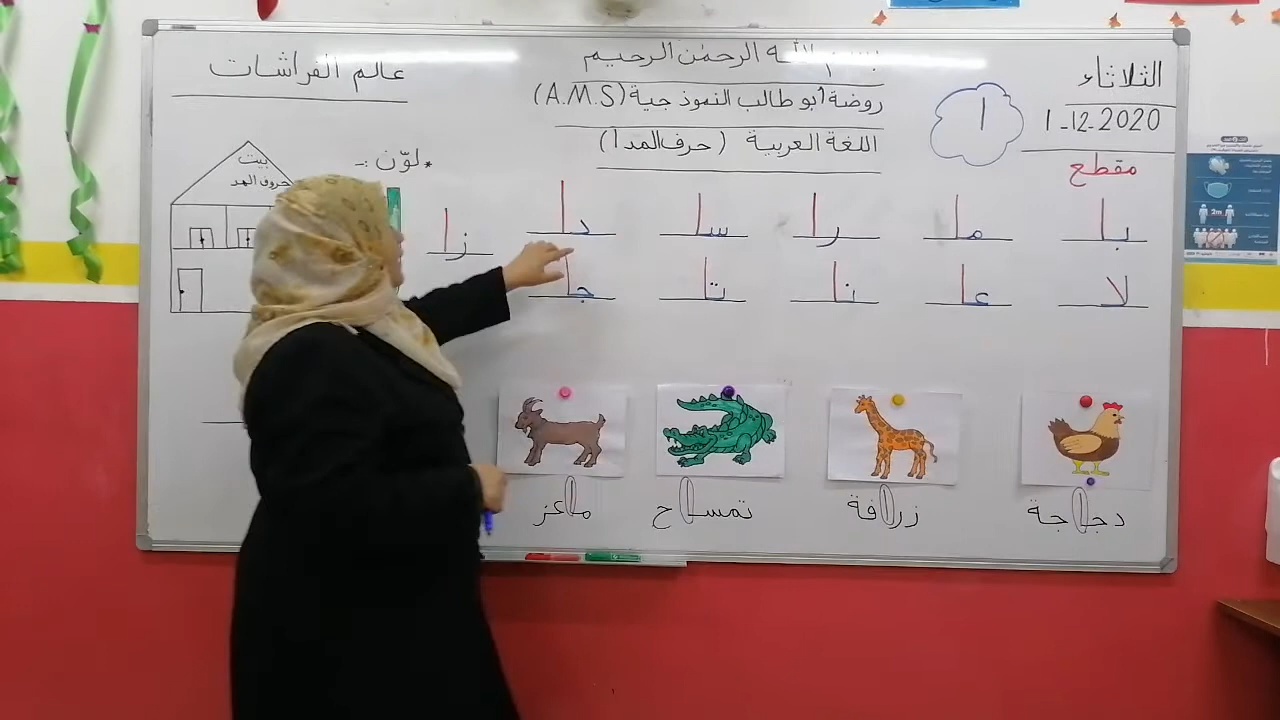 بسم الله الرحمٰن الرحيم
روضة أبو طالب النموذجية (A.M.S)
اللغة العربية (حرف المد ا)
الثلاثاء
1-12-2020
ا
مقطع
با ما را سا دا زا
لا عا نا تا جا
دجاجة زرافة تمساح ماعز
عالم الفراشات
*لوّن :-
بيت
حروف المد